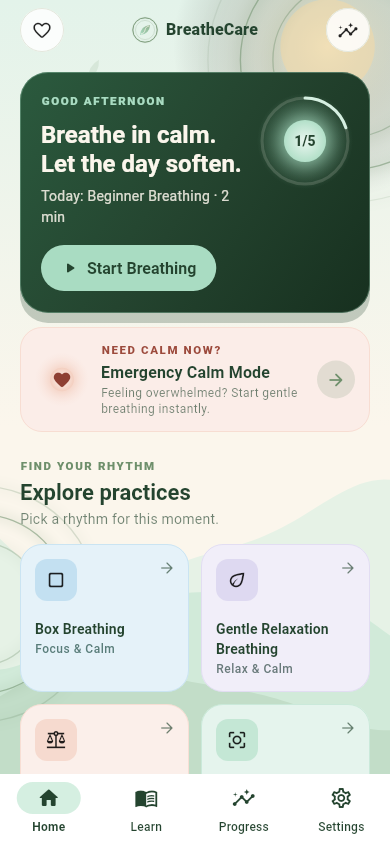 BreatheCare
GOOD AFTERNOON
Breathe in calm.
Let the day soften.
1/5
Today: Beginner Breathing · 2
min
Start Breathing
NEED CALM NOW?
Emergency Calm Mode
Feeling overwhelmed? Start gentle
breathing instantly.
FIND YOUR RHYTHM
Explore practices
Pick a rhythm for this moment.
Box Breathing
Focus & Calm
Gentle Relaxation
Breathing
Relax & Calm
Home
Learn
Progress
Settings